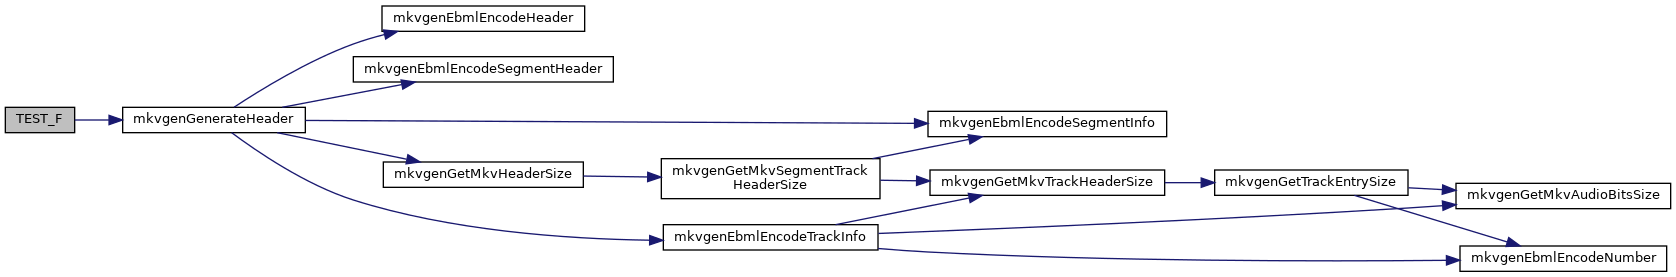 mkvgenEbmlEncodeHeader
mkvgenEbmlEncodeSegmentHeader
TEST_F
mkvgenGenerateHeader
mkvgenEbmlEncodeSegmentInfo
mkvgenGetMkvHeaderSize
mkvgenGetMkvSegmentTrack
HeaderSize
mkvgenGetMkvTrackHeaderSize
mkvgenGetTrackEntrySize
mkvgenGetMkvAudioBitsSize
mkvgenEbmlEncodeTrackInfo
mkvgenEbmlEncodeNumber